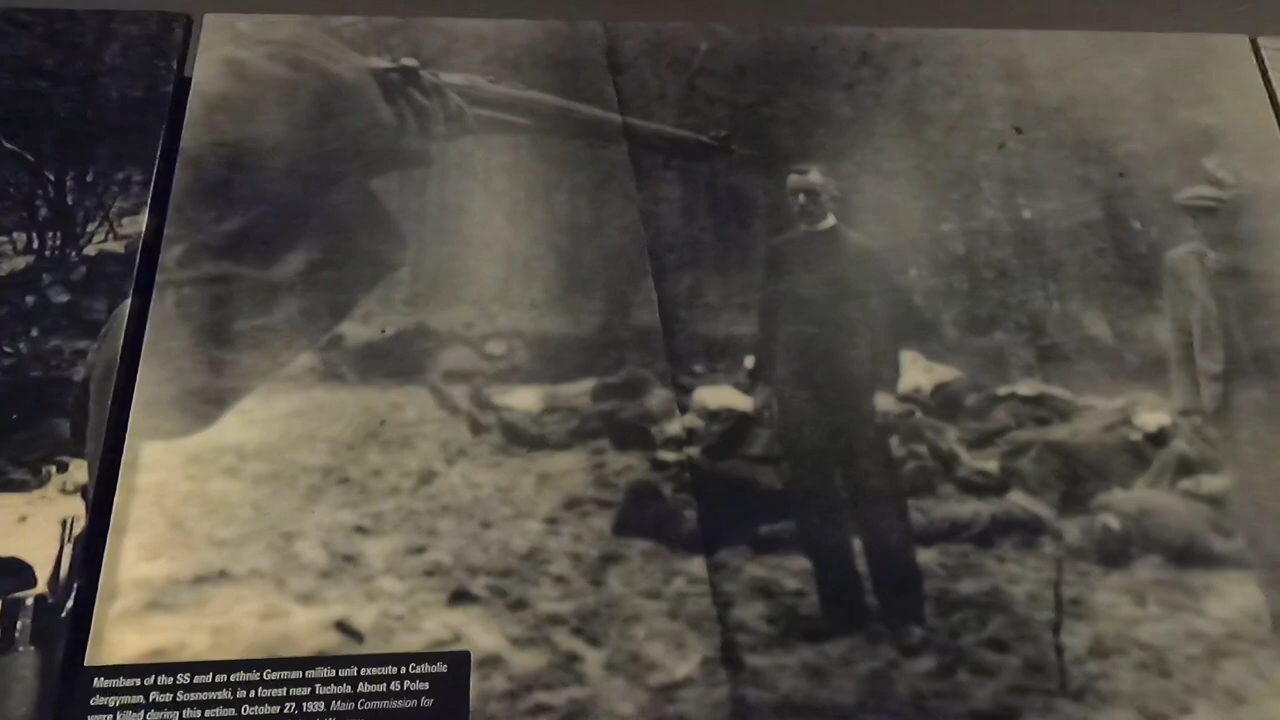 Members of the SS and an ethnic German militia unit execute a Catholic
clergyman, Piotr Sosnowski, in a forest near Tuchola. About 45 Poles
were killed during this action. October 27, 1939. Main Commission for